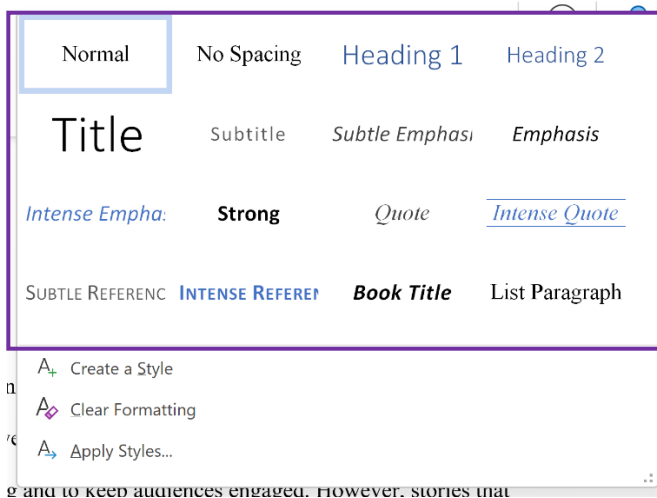 Normal No Spacing Heading 1 Heading 2
Title Subtitle Subtle Emphasi Emphasis
Intense Empha Strong Quote Intense Quote
SUBTLE REFERENC INTENSE REFEREN Book Title List Paragraph
Create a Style
Clear Formatting
Apply Styles...
g and to keep audiences engaged. However, stories that